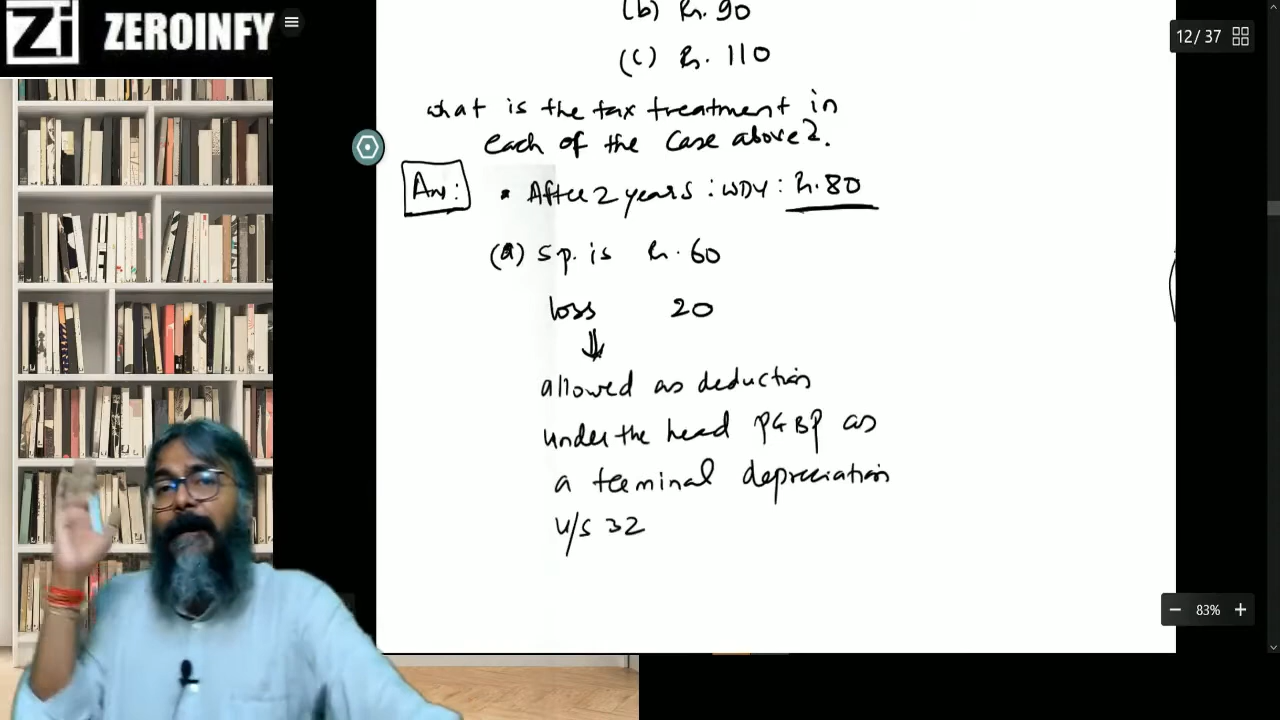 Zi ZEROINFY
12 / 37
(b) Rs. 90
(c) Rs. 110
what is the tax treatment in
each of the case above?.
Ans: • After 2 years : WDV : Rs. 80
(a) S.p. is Rs. 60
loss 20
allowed as deduction
under the head PGBP as
a terminal depreciation
u/s 32
83%